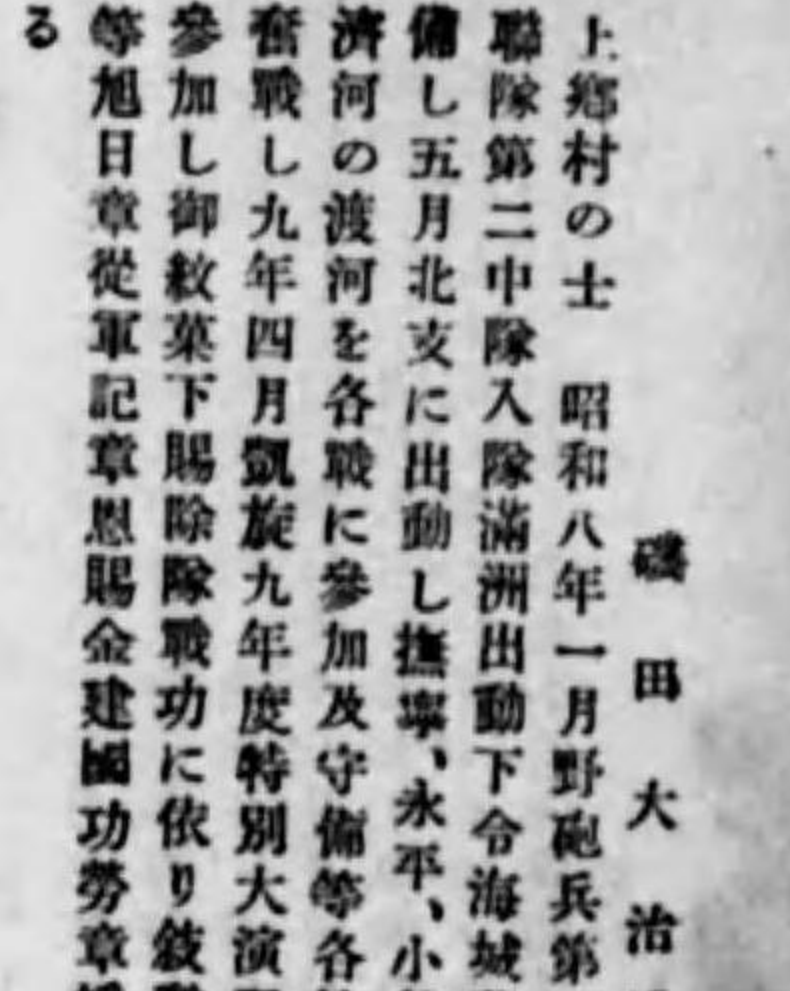 磯田大治
上鄕村の士　昭和八年一月野砲兵第
聯隊第二中隊入隊滿洲出動下令海城
備し五月北支に出動し撫寧、永平、小
濟河の渡河を各戰に參加及守備等各
奮戰し九年四月凱旋九年度特別大演
參加し御紋菓下賜除隊戰功に依り敍
等旭日章從軍記章恩賜金建國功勞章
る